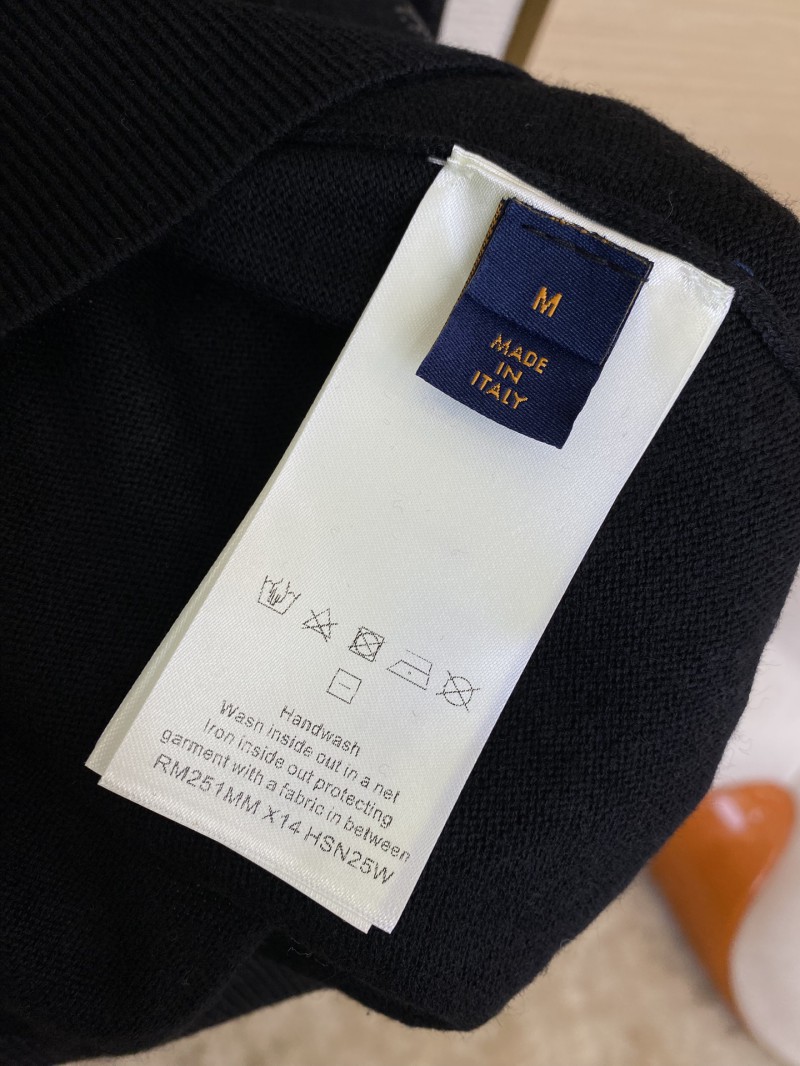 M
MADE
IN
ITALY
Handwash
Wash inside out in a net
Iron inside out protecting
garment with a fabric in between
RM251MM X14 HSN25W